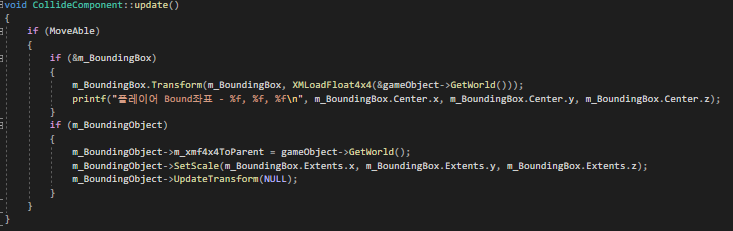 void CollideComponent::update()
{
if (MoveAble)
{
if (&m_BoundingBox)
{
m_BoundingBox.Transform(m_BoundingBox, XMLoadFloat4x4(&gameObject->GetWorld()));
printf("플레이어 Bound좌표 - %f, %f, %f\n", m_BoundingBox.Center.x, m_BoundingBox.Center.y, m_BoundingBox.Center.z);
}
if (m_BoundingObject)
{
m_BoundingObject->m_xmf4x4ToParent = gameObject->GetWorld();
m_BoundingObject->SetScale(m_BoundingBox.Extents.x, m_BoundingBox.Extents.y, m_BoundingBox.Extents.z);
m_BoundingObject->UpdateTransform(NULL);
}
}
}